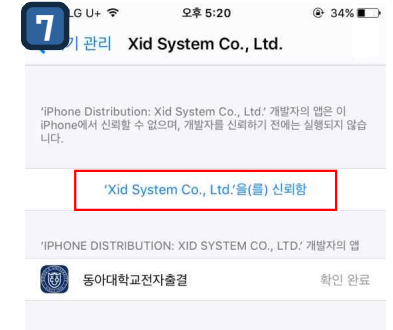 7
LG U+ 오후 5:20 34%
기 관리 Xid System Co., Ltd.
‘iPhone Distribution: Xid System Co., Ltd.’ 개발자의 앱은 이
iPhone에서 신뢰할 수 없으며, 개발자를 신뢰하기 전에는 실행되지 않습
니다.
‘Xid System Co., Ltd.’을(를) 신뢰함
‘IPHONE DISTRIBUTION: XID SYSTEM CO., LTD.’ 개발자의 앱
동아대학교전자출결 확인 완료